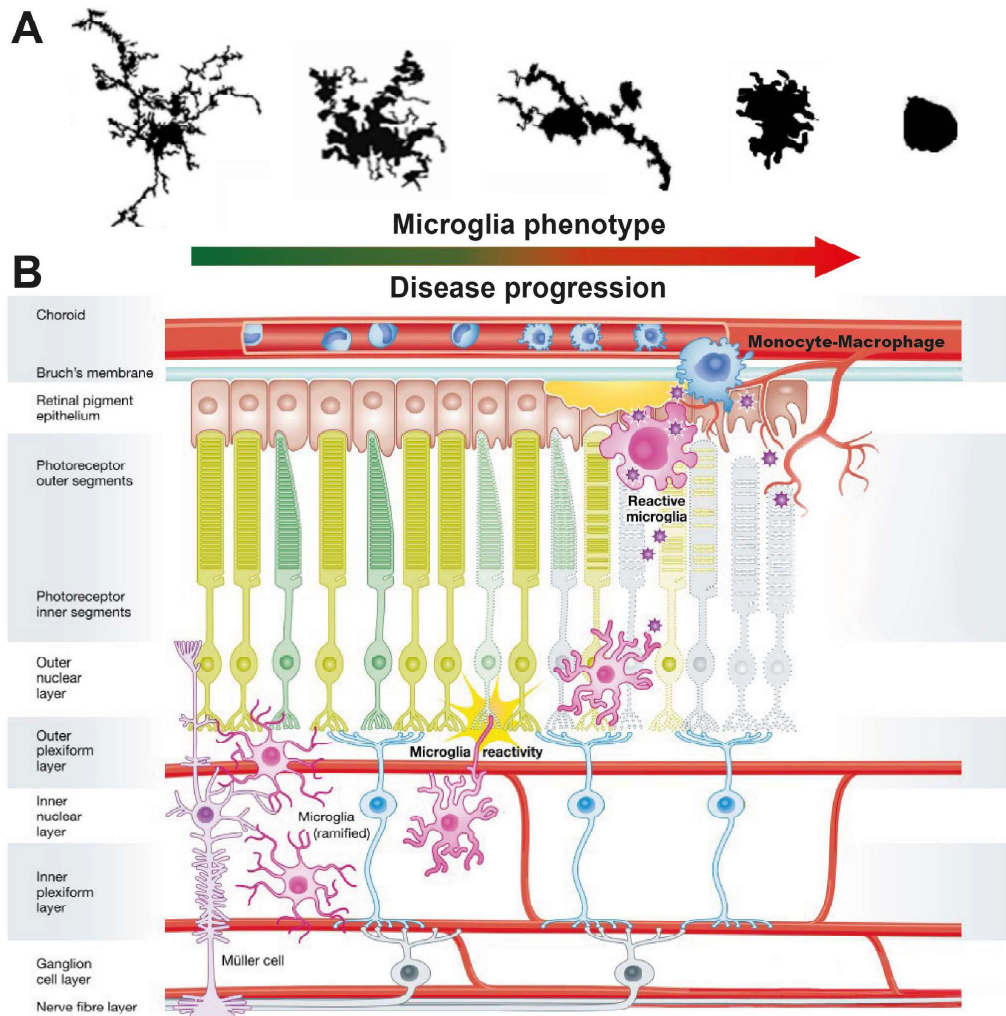 A
Microglia phenotype
B
Disease progression
Choroid
Monocyte-Macrophage
Bruch's membrane
Retinal pigment
epithelium
Photoreceptor
outer segments
Reactive
microglia
Photoreceptor
inner segments
Outer
nuclear
layer
Outer
plexiform
layer
Microglia reactivity
Inner
nuclear
layer
Microglia
(ramified)
Inner
plexiform
layer
Ganglion
cell layer
Müller cell
Nerve fibre layer